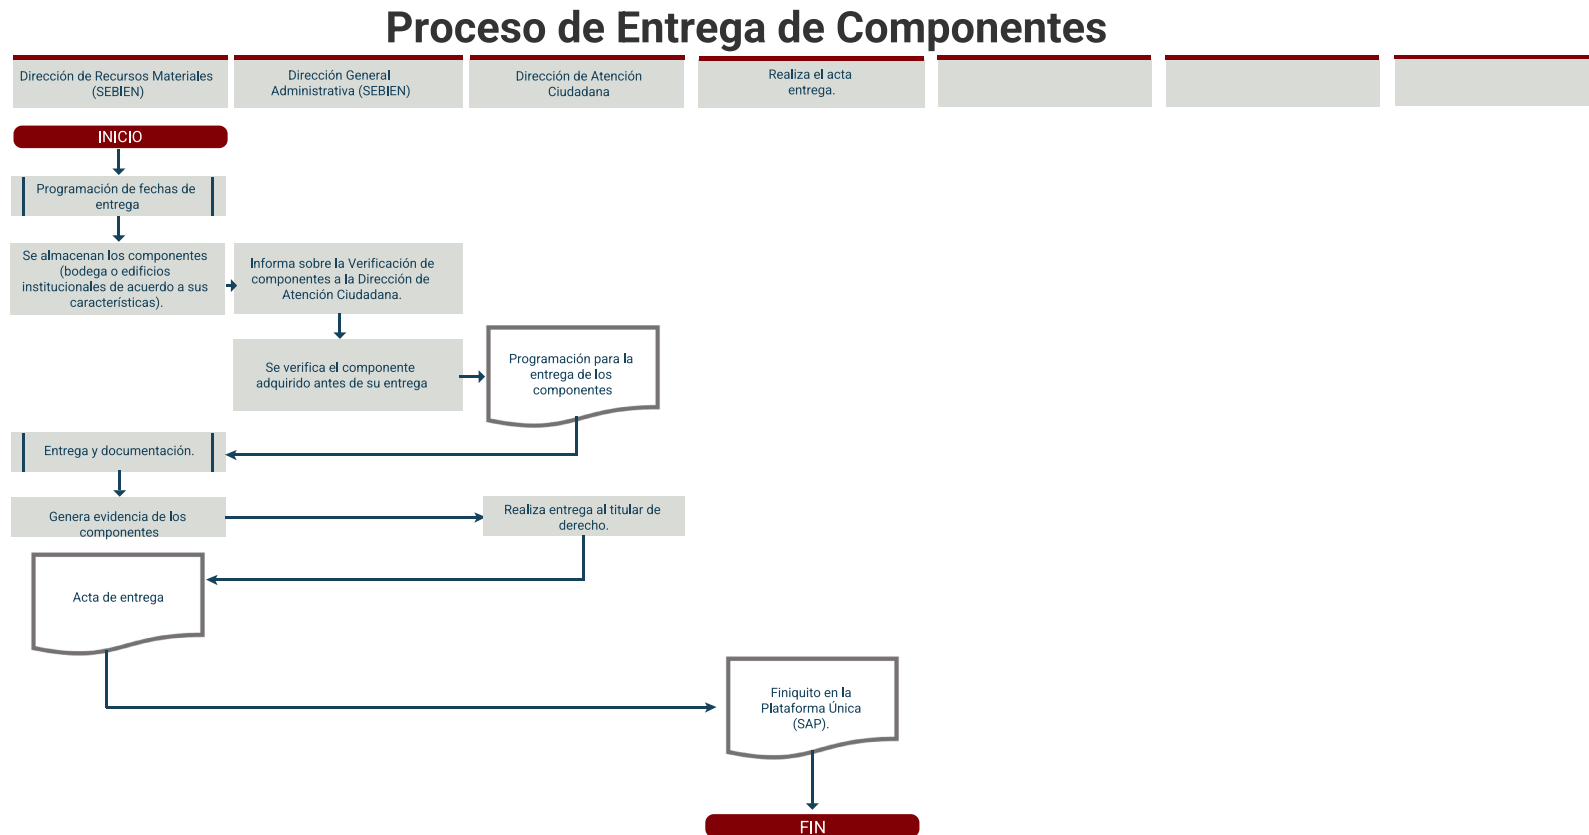 Proceso de Entrega de Componentes
Dirección de Recursos Materiales
(SEBIEN)
Dirección General
Administrativa (SEBIEN)
Dirección de Atención
Ciudadana
Realiza el acta
entrega.
INICIO
Programación de fechas de
entrega
Se almacenan los componentes
(bodega o edificios
institucionales de acuerdo a sus
características).
Informa sobre la Verificación de
componentes a la Dirección de
Atención Ciudadana.
Se verifica el componente
adquirido antes de su entrega
Programación para la
entrega de los
componentes
Entrega y documentación.
Genera evidencia de los
componentes
Realiza entrega al titular de
derecho.
Acta de entrega
Finiquito en la
Plataforma Única
(SAP).
FIN